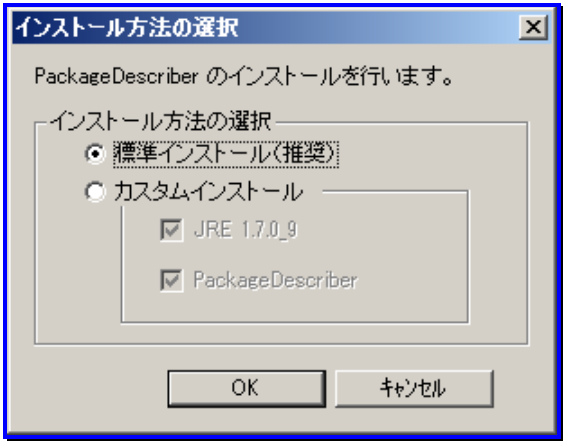 インストール方法の選択
PackageDescriber のインストールを行います。
インストール方法の選択
標準インストール(推奨)
カスタムインストール
JRE 1.7.0_9
PackageDescriber
OK
キャンセル